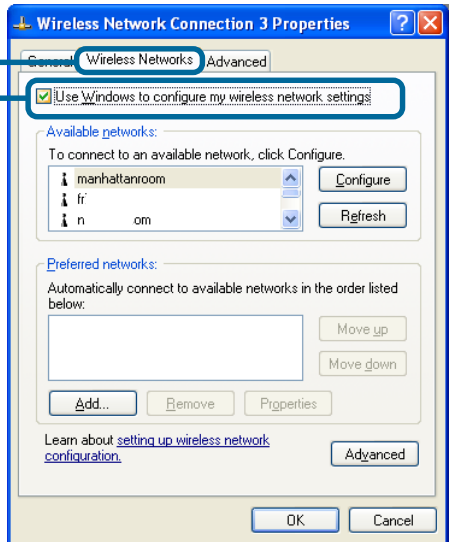 Wireless Network Connection 3 Properties
General
Wireless Networks
Advanced
Use Windows to configure my wireless network settings
Available networks:
To connect to an available network, click Configure.
manhattanroom
fr
n om
Configure
Refresh
Preferred networks:
Automatically connect to available networks in the order listed
below:
Move up
Move down
Add...
Remove
Properties
Learn about setting up wireless network
configuration.
Advanced
OK
Cancel